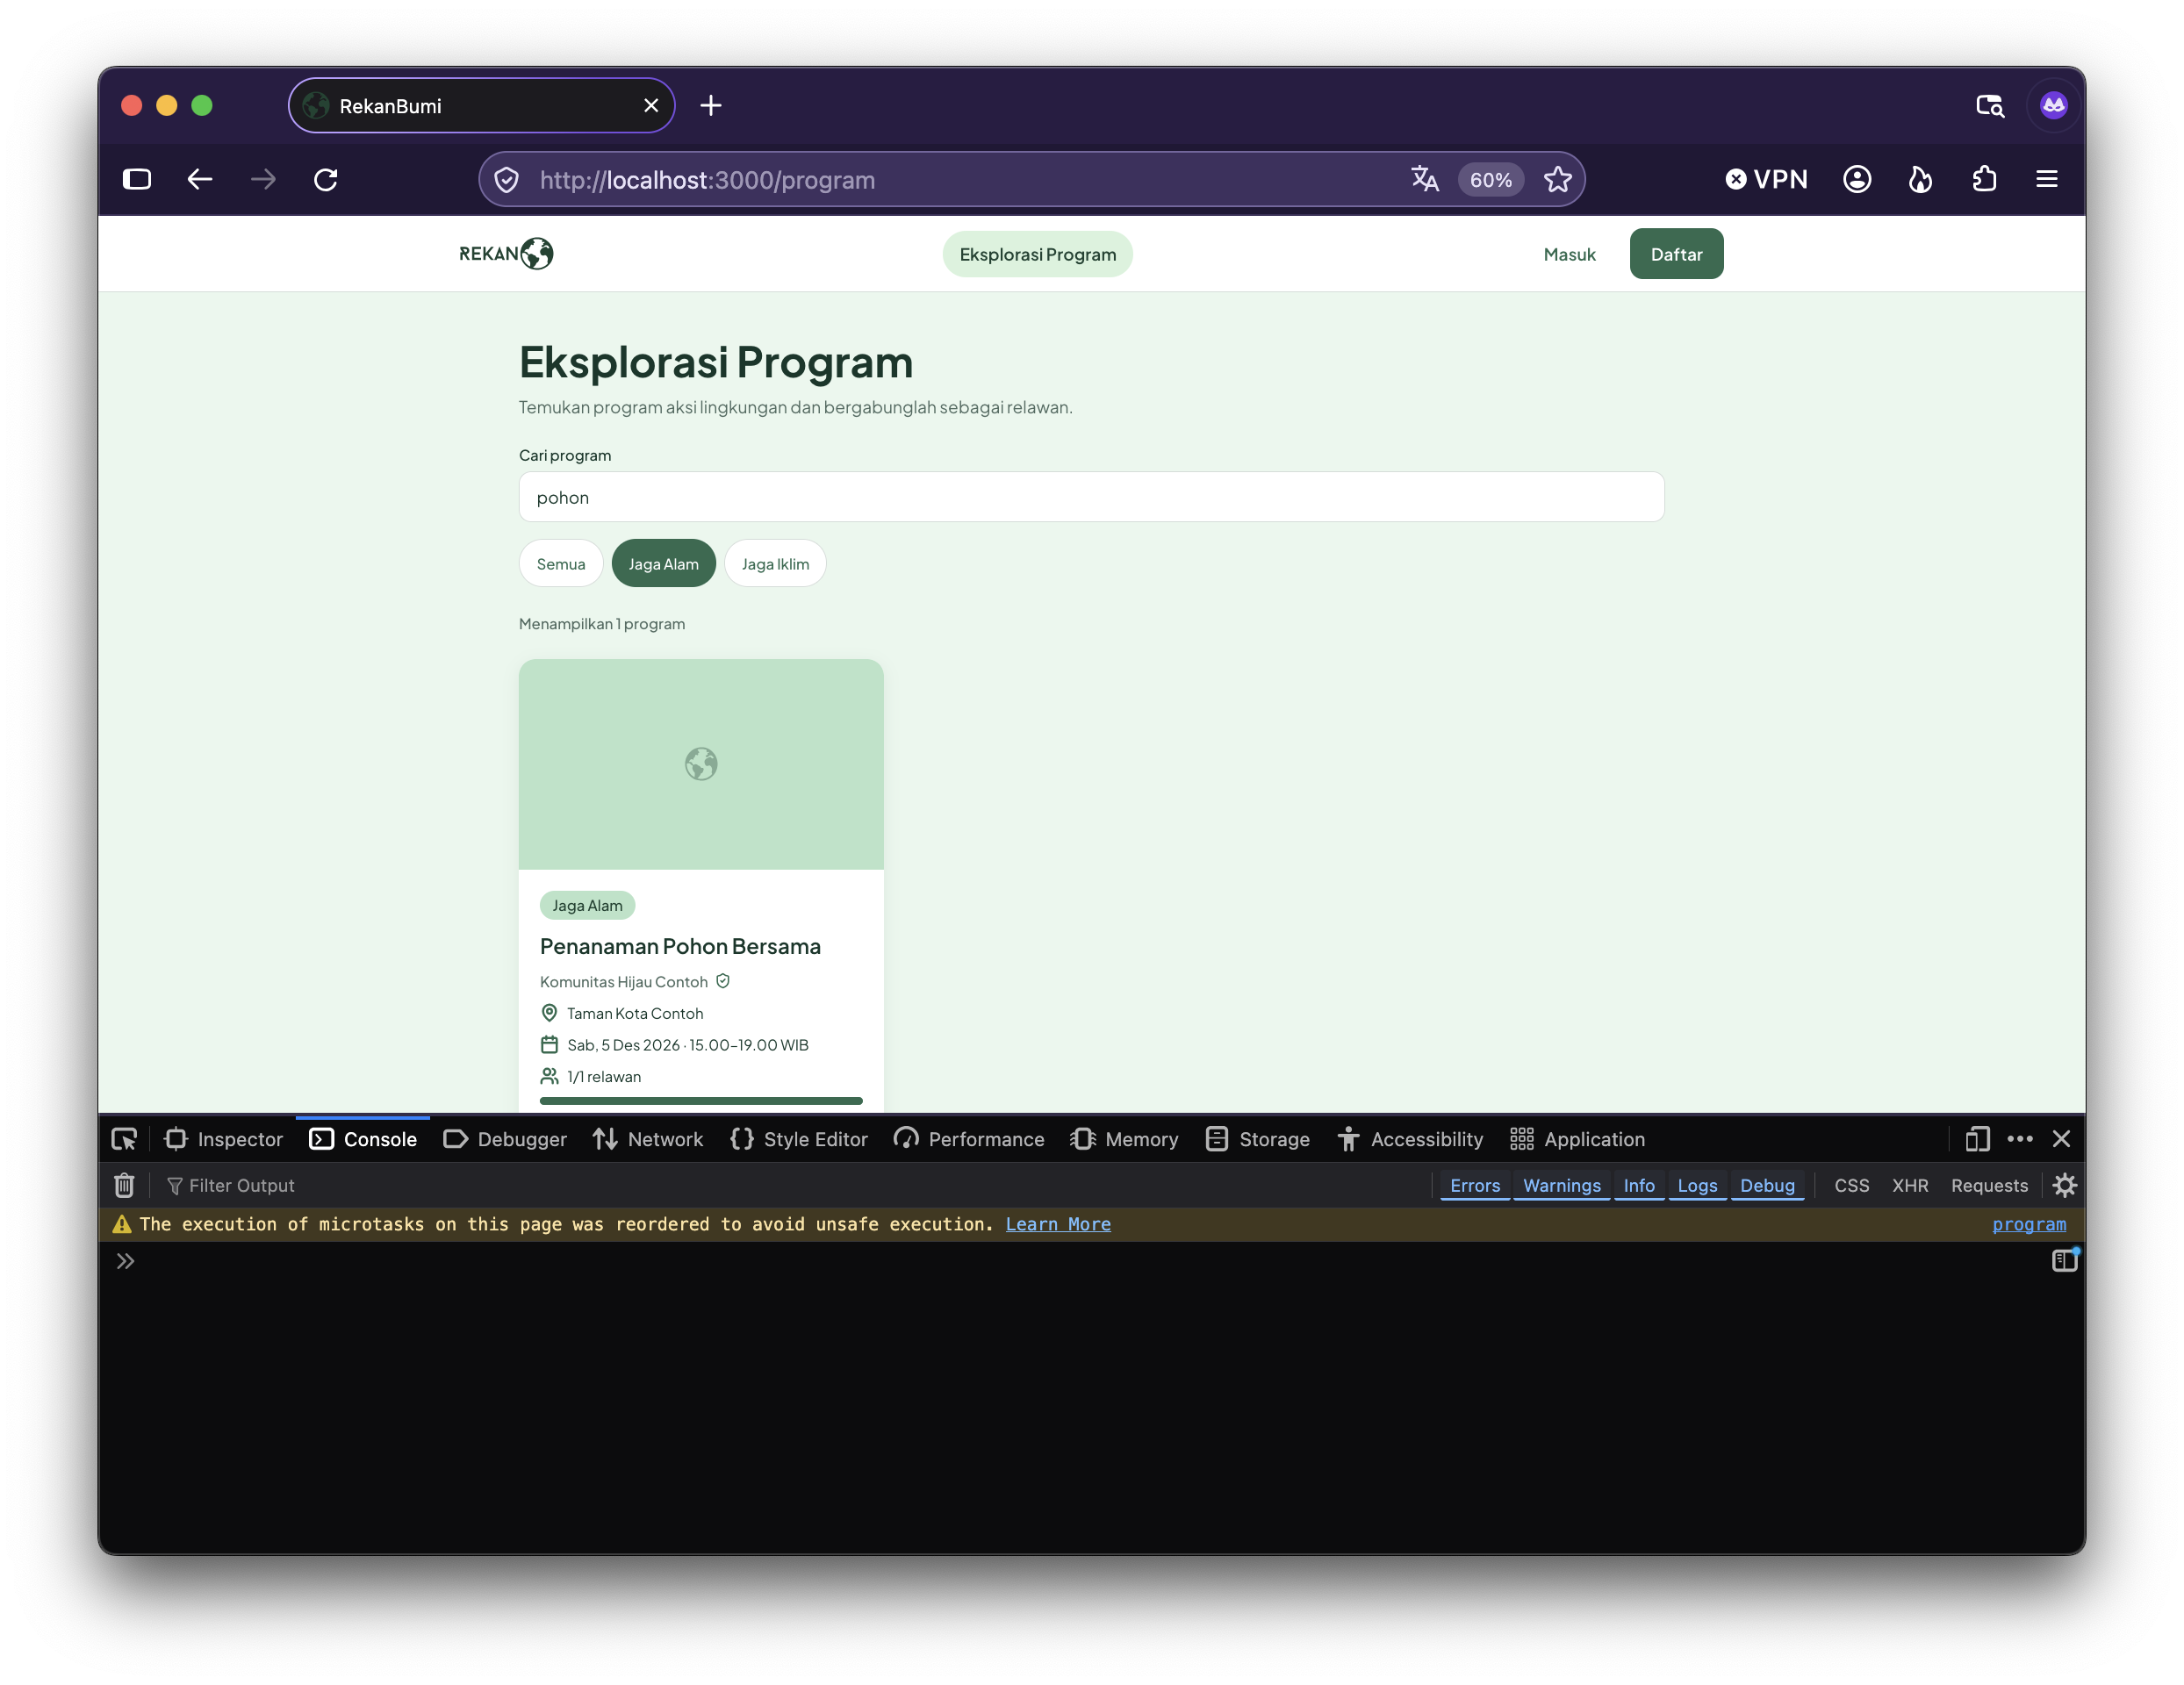 RekanBumi
http://localhost:3000/program
60%
VPN
REKAN
Eksplorasi Program
Masuk
Daftar
Eksplorasi Program
Temukan program aksi lingkungan dan bergabunglah sebagai relawan.
Cari program
pohon
Semua
Jaga Alam
Jaga Iklim
Menampilkan 1 program
Jaga Alam
Penanaman Pohon Bersama
Komunitas Hijau Contoh
Taman Kota Contoh
Sab, 5 Des 2026 · 15.00–19.00 WIB
1/1 relawan
Inspector
Console
Debugger
Network
Style Editor
Performance
Memory
Storage
Accessibility
Application
Filter Output
Errors
Warnings
Info
Logs
Debug
CSS
XHR
Requests
The execution of microtasks on this page was reordered to avoid unsafe execution. Learn More
program